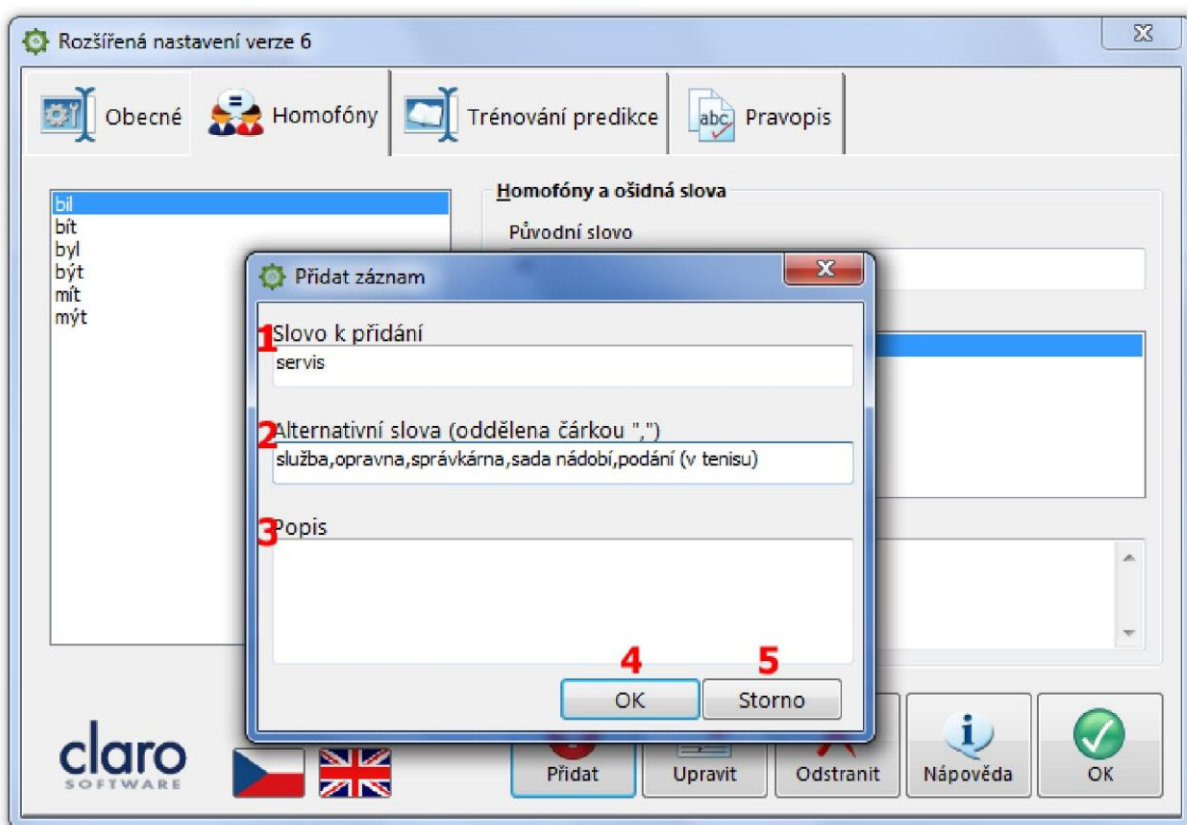 Rozšířená nastavení verze 6
Obecné
Homofóny
Trénování predikce
abc
Pravopis
bil
bít
byl
být
mít
mýt
Homofóny a ošidná slova
Původní slovo
Přidat záznam
1
Slovo k přidání
servis
2
Alternativní slova (oddělena čárkou ",")
služba,opravna,správkárna,sada nádobí,podání (v tenisu)
3
Popis
4
5
OK
Storno
claro
SOFTWARE
Přidat
Upravit
Odstranit
Nápověda
OK